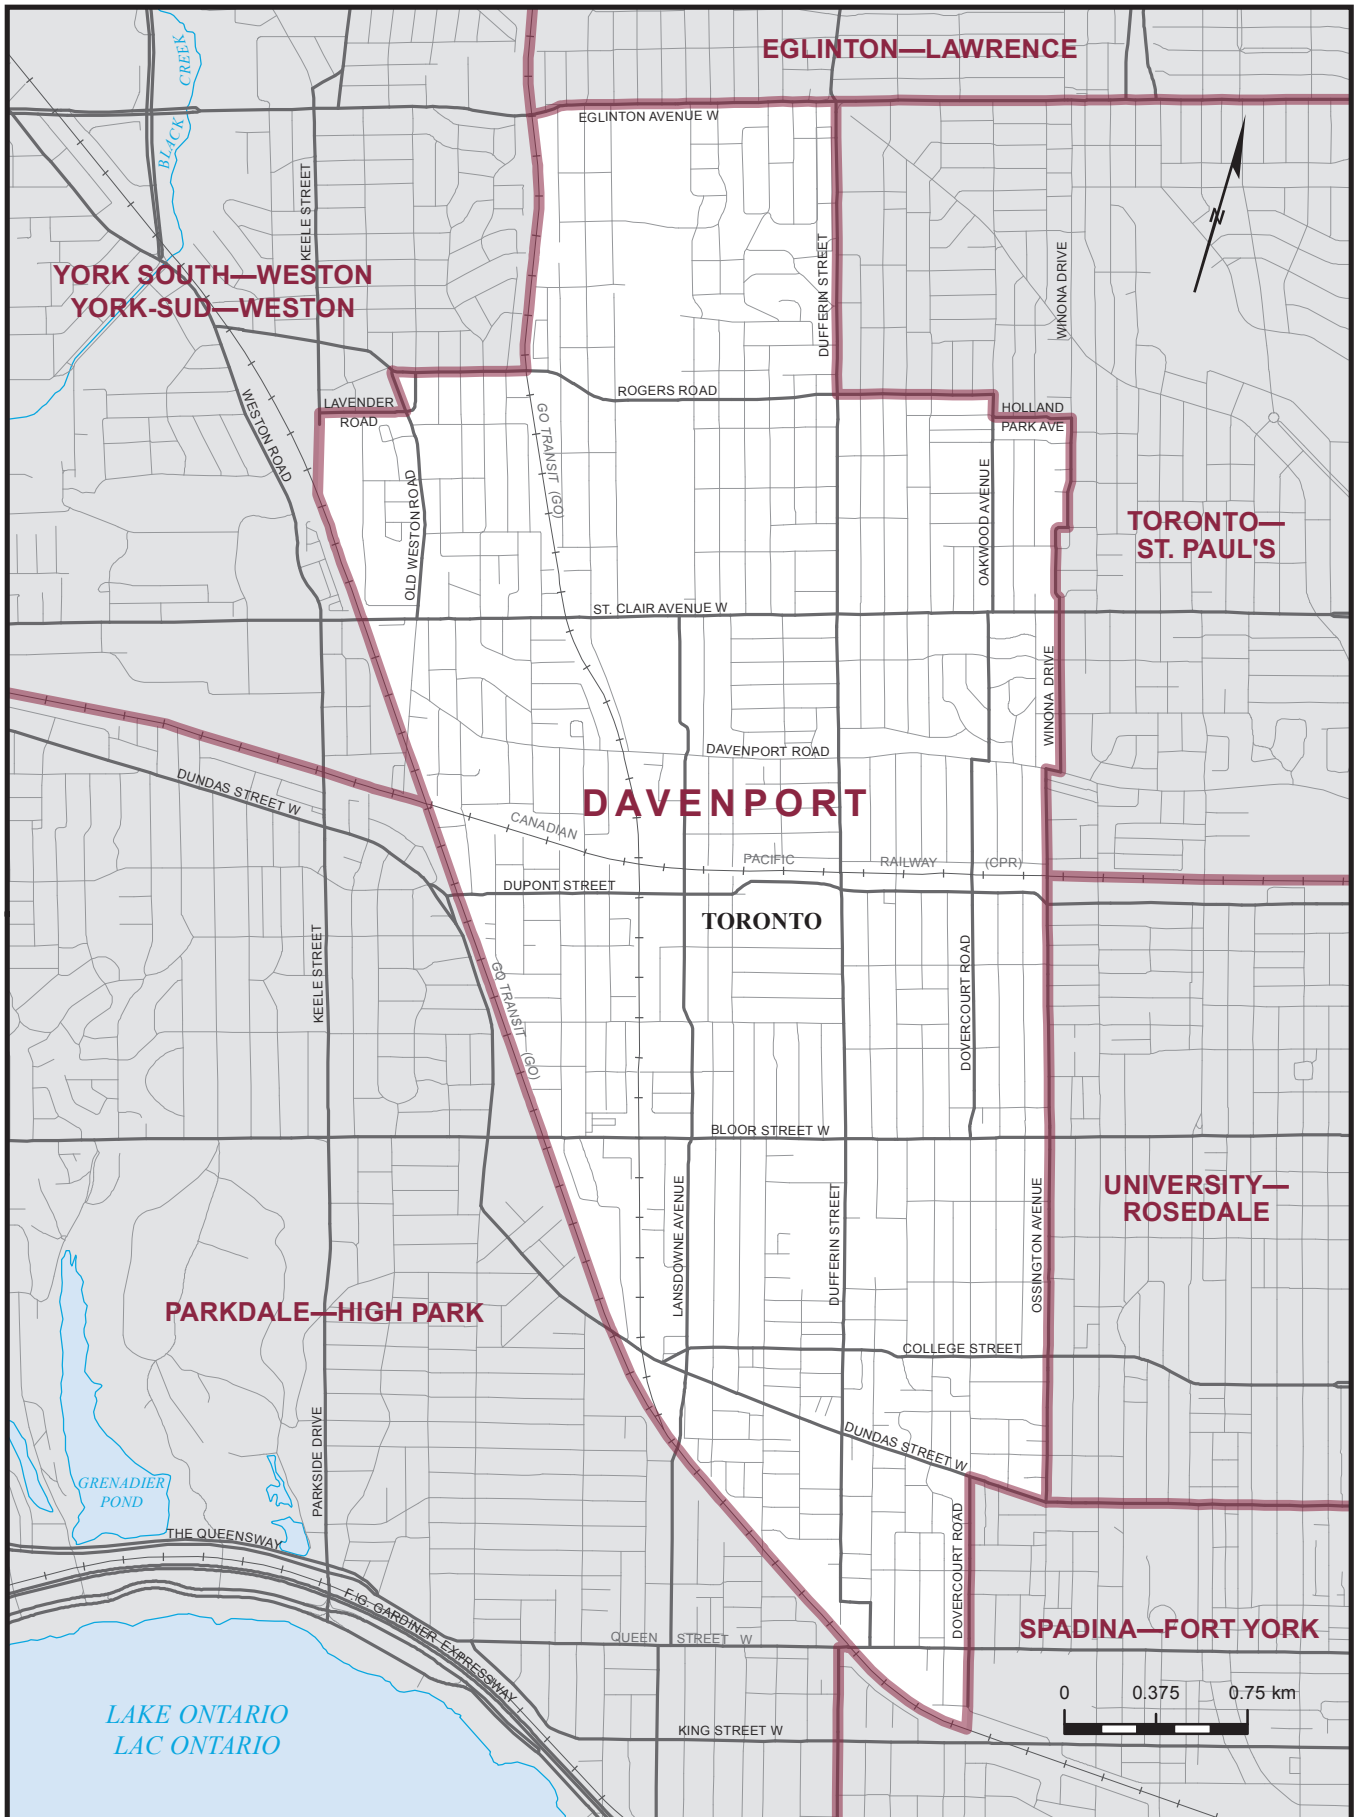 EGLINTON—LAWRENCE
BLACK CREEK
EGLINTON AVENUE W
KEELE STREET
N
DUFFERIN STREET
WINONA DRIVE
YORK SOUTH—WESTON
YORK-SUD—WESTON
ROGERS ROAD
LAVENDER
ROAD
HOLLAND
PARK AVE
WESTON ROAD
GO TRANSIT (GO)
OLD WESTON ROAD
OAKWOOD AVENUE
TORONTO—
ST. PAUL'S
ST. CLAIR AVENUE W
WINONA DRIVE
DAVENPORT ROAD
DUNDAS STREET W
DAVENPORT
CANADIAN PACIFIC RAILWAY (CPR)
DUPONT STREET
TORONTO
KEELE STREET
GO TRANSIT (GO)
DOVERCOURT ROAD
BLOOR STREET W
LANSDOWNE AVENUE
DUFFERIN STREET
OSSINGTON AVENUE
UNIVERSITY—
ROSEDALE
PARKDALE—HIGH PARK
COLLEGE STREET
PARKSIDE DRIVE
DUNDAS STREET W
GRENADIER
POND
THE QUEENSWAY
DOVERCOURT ROAD
F.G. GARDINER EXPRESSWAY
QUEEN STREET W
SPADINA—FORT YORK
0 0.375 0.75 km
LAKE ONTARIO
LAC ONTARIO
KING STREET W